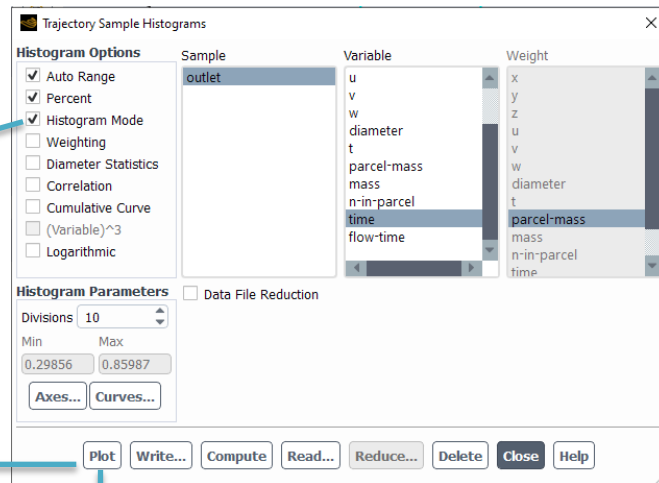 Trajectory Sample Histograms
Histogram Options
Auto Range
Percent
Histogram Mode
Weighting
Diameter Statistics
Correlation
Cumulative Curve
(Variable)^3
Logarithmic
Sample
outlet
Variable
u
v
w
diameter
t
parcel-mass
mass
n-in-parcel
time
flow-time
Weight
x
y
z
u
v
w
diameter
t
parcel-mass
mass
n-in-parcel
time
Histogram Parameters
Divisions 10
Min Max
0.29856 0.85987
Axes... Curves...
Data File Reduction
Plot Write... Compute Read... Reduce... Delete Close Help